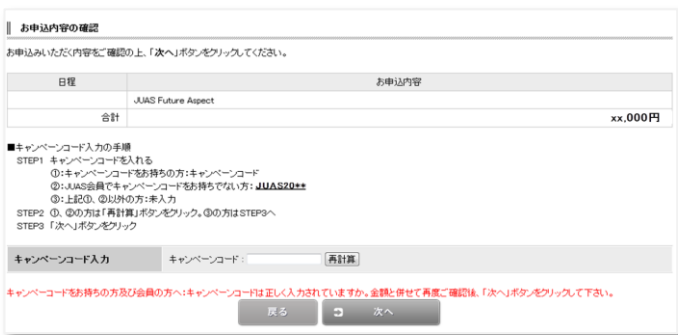 お申込内容の確認
お申込みいただく内容をご確認の上、「次へ」ボタンをクリックしてください。
日程 お申込内容
JUAS Future Aspect
合計 xx,000円
■キャンペーンコード入力の手順
STEP1 キャンペーンコードを入れる
①:キャンペーンコードをお持ちの方:キャンペーンコード
②:JUAS会員でキャンペーンコードをお持ちでない方:JUAS20**
③:上記①、②以外の方:未入力
STEP2 ①、②の方は「再計算」ボタンをクリック。③の方はSTEP3へ
STEP3 「次へ」ボタンをクリック
キャンペーンコード入力 キャンペーンコード: 再計算
キャンペーコードをお持ちの方及び会員の方へ:キャンペーンコードは正しく入力されていますか。金額と併せて再度ご確認後、「次へ」ボタンをクリックして下さい。
戻る 次へ